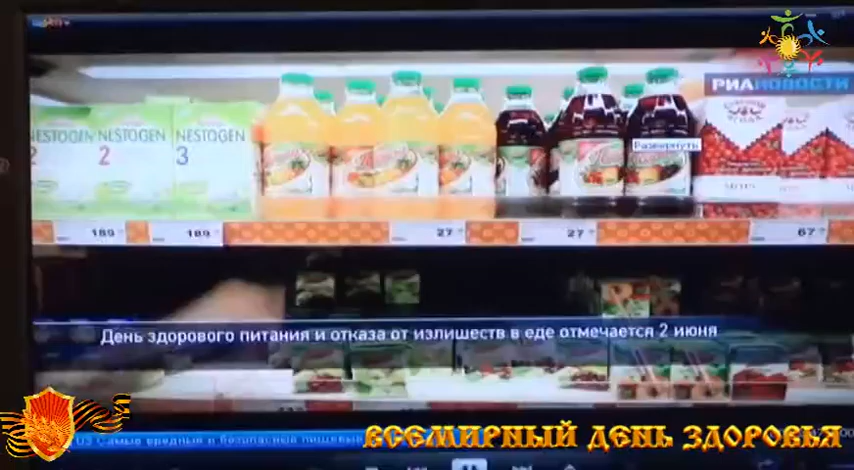 РИАНОВОСТИ
NESTOGEN NESTOGEN NESTOGEN
2 2 3
Развернуть
189 189 27 27 67
День здорового питания и отказа от излишеств в еде отмечается 2 июня
03 Самые вредные и безопасные пищевые
ВСЕМИРНЫЙ ДЕНЬ ЗДОРОВЬЯ